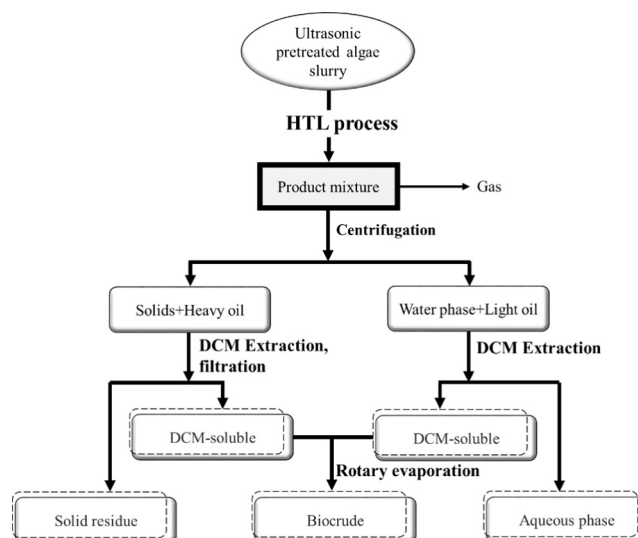 Ultrasonic
pretreated algae
slurry
HTL process
Product mixture
Gas
Centrifugation
Solids+Heavy oil
Water phase+Light oil
DCM Extraction,
filtration
DCM Extraction
DCM-soluble
DCM-soluble
Rotary evaporation
Solid residue
Biocrude
Aqueous phase